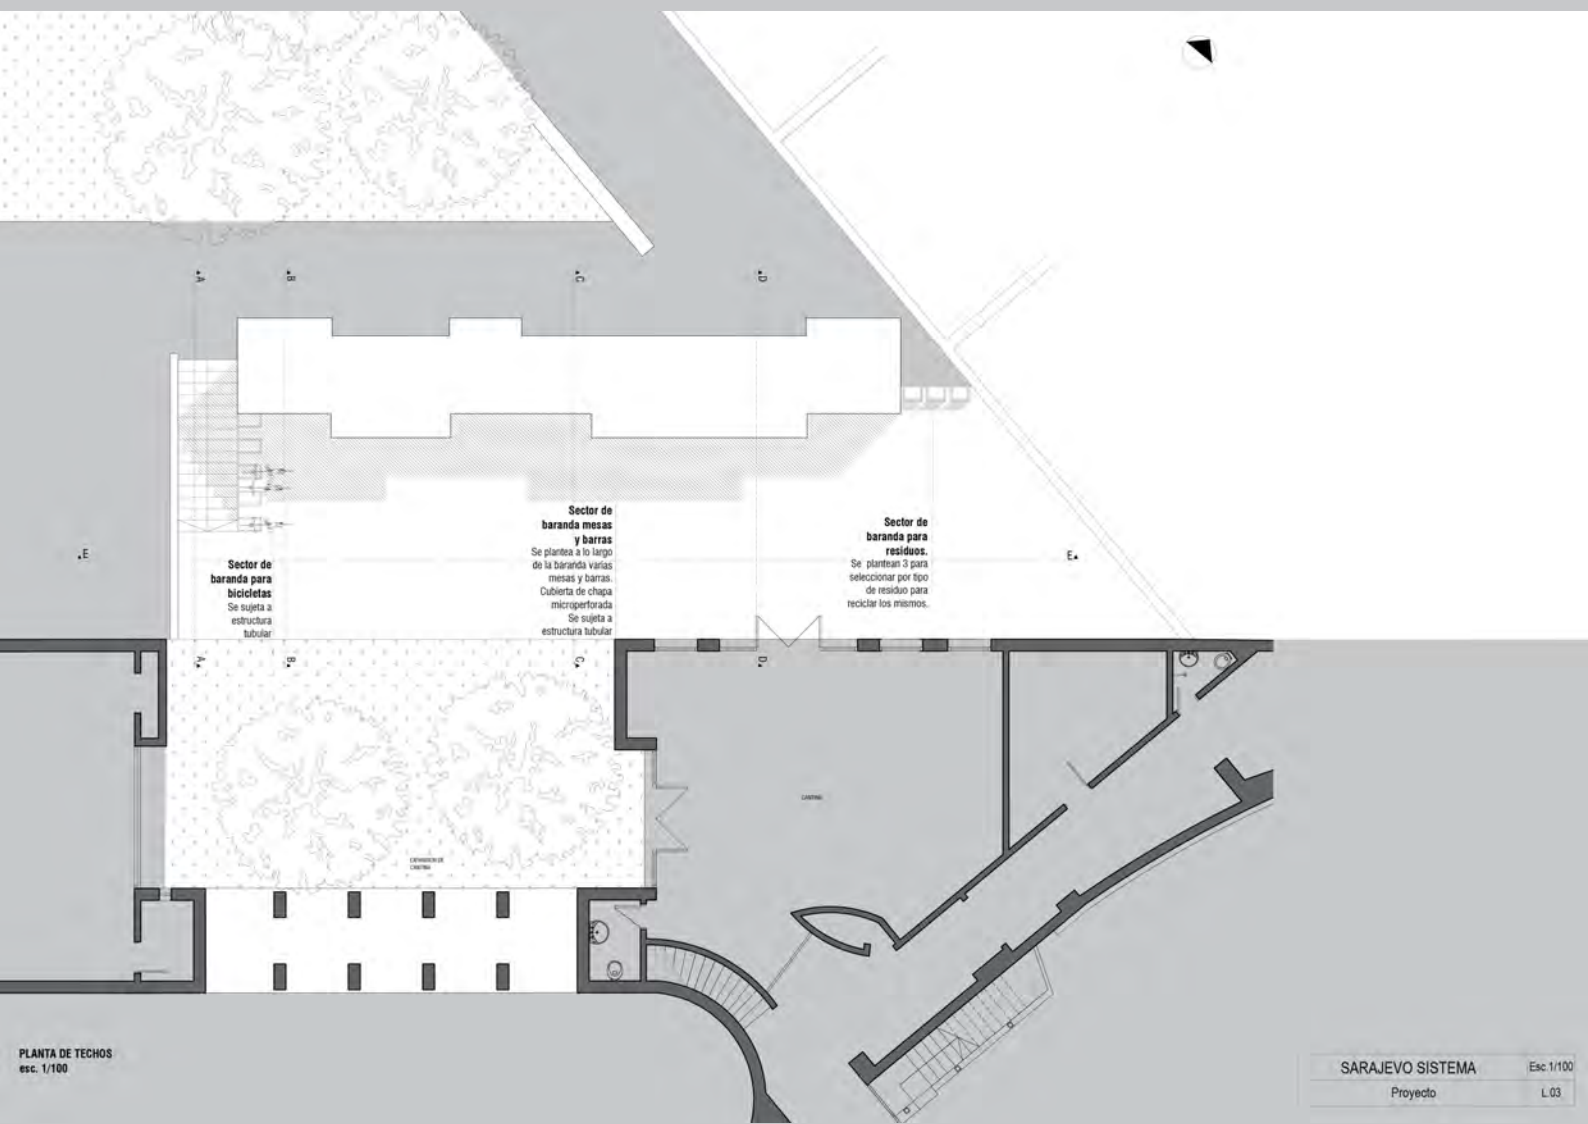 A
B
C
D
Sector de
baranda mesas
y barras
Se plantea a lo largo
de la baranda varias
mesas y barras.
Cubierta de chapa
microperforada
Se sujeta a
estructura tubular
Sector de
baranda para
residuos.
Se plantean 3 para
seleccionar por tipo
de residuo para
reciclar los mismos.
E
E
Sector de
baranda para
bicicletas
Se sujeta a
estructura
tubular
A
B
C
D
CANTINA
EXPANSION DE
CANTINA
PLANTA DE TECHOS
esc. 1/100
SARAJEVO SISTEMA
Esc.1/100
Proyecto
L.03